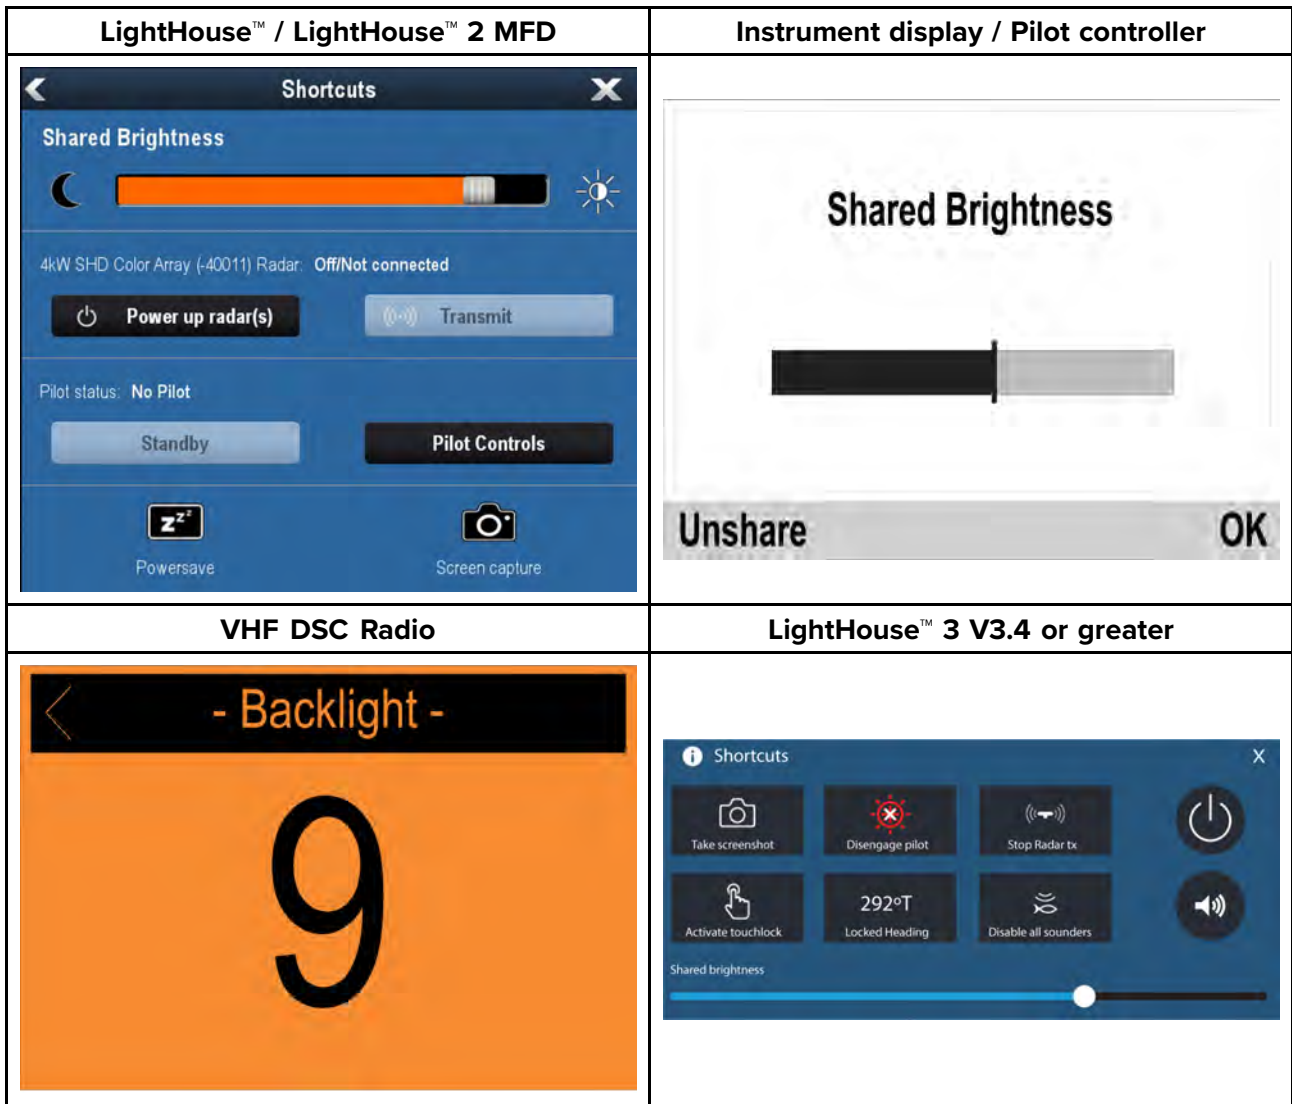 LightHouse™ / LightHouse™ 2 MFD
Instrument display / Pilot controller
Shortcuts
X
Shared Brightness
4kW SHD Color Array (-40011) Radar: Off/Not connected
Power up radar(s)
Transmit
Pilot status: No Pilot
Standby
Pilot Controls
zzz
Powersave
Screen capture
Shared Brightness
Unshare
OK
VHF DSC Radio
LightHouse™ 3 V3.4 or greater
- Backlight -
9
i Shortcuts
X
Take screenshot
Disengage pilot
Stop Radar tx
292ºT
Activate touchlock
Locked Heading
Disable all sounders
Shared brightness